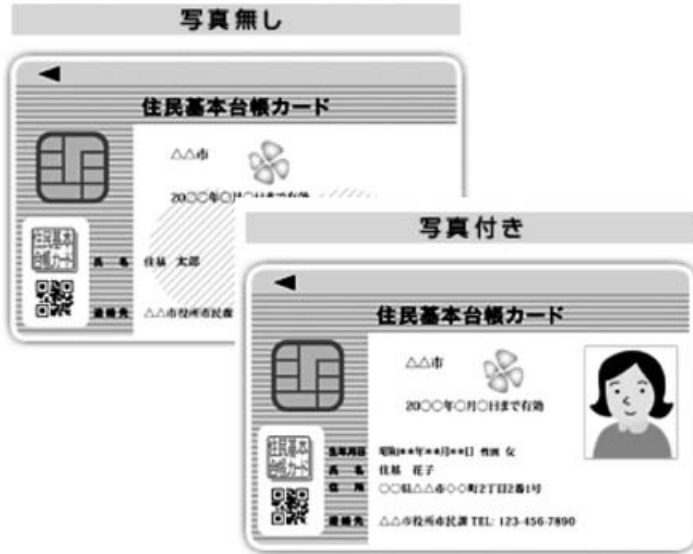 写真無し
住民基本台帳カード
△△市
20○○年○月○日まで有効
住民基本
台帳カード
氏 名 住基 太郎
連絡先 △△市役所市民課
写真付き
住民基本台帳カード
△△市
20○○年○月○日まで有効
住民基本
台帳カード
生年月日 昭和**年**月**日 性別 女
氏 名 住基 花子
住 所 ○○県△△市◇◇町2丁目2番1号
連絡先 △△市役所市民課 TEL: 123-456-7890